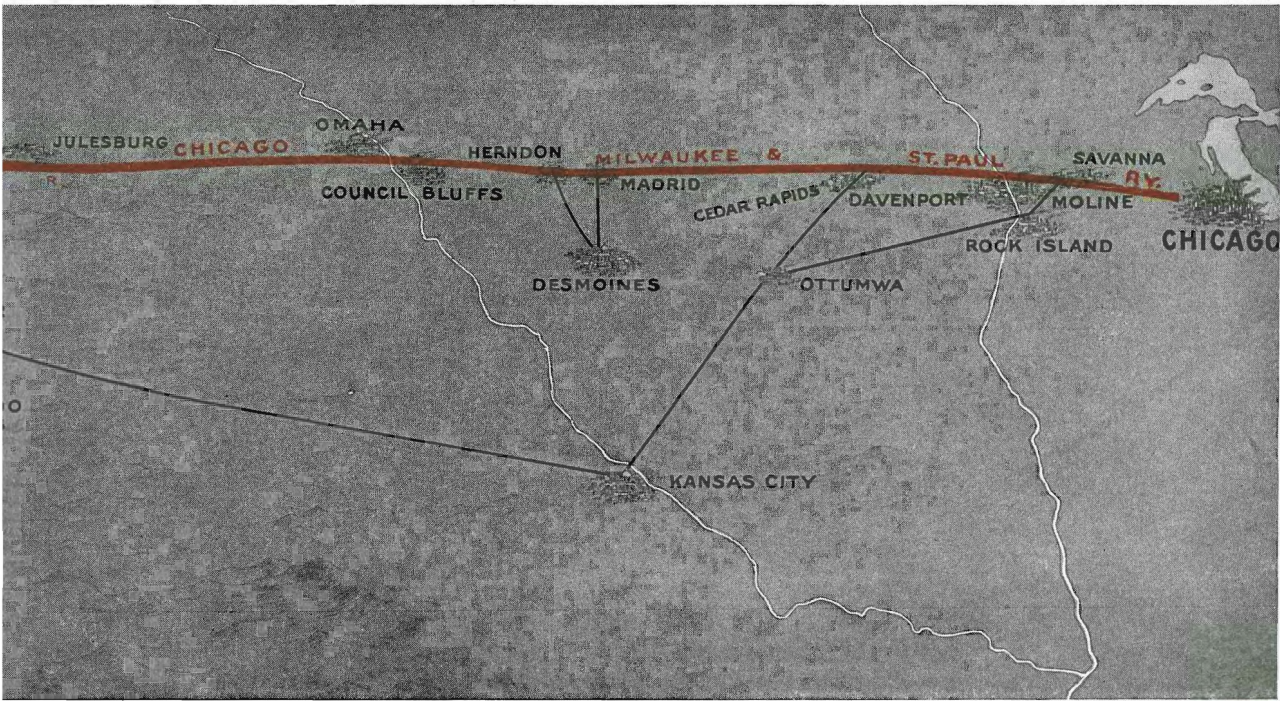 OMAHA
JULESBURG
CHICAGO
HERNDON
MILWAUKEE &
ST. PAUL
SAVANNA
R.
RY.
COUNCIL BLUFFS
MADRID
CEDAR RAPIDS
DAVENPORT
MOLINE
ROCK ISLAND
CHICAGO
DESMOINES
OTTUMWA
O
KANSAS CITY